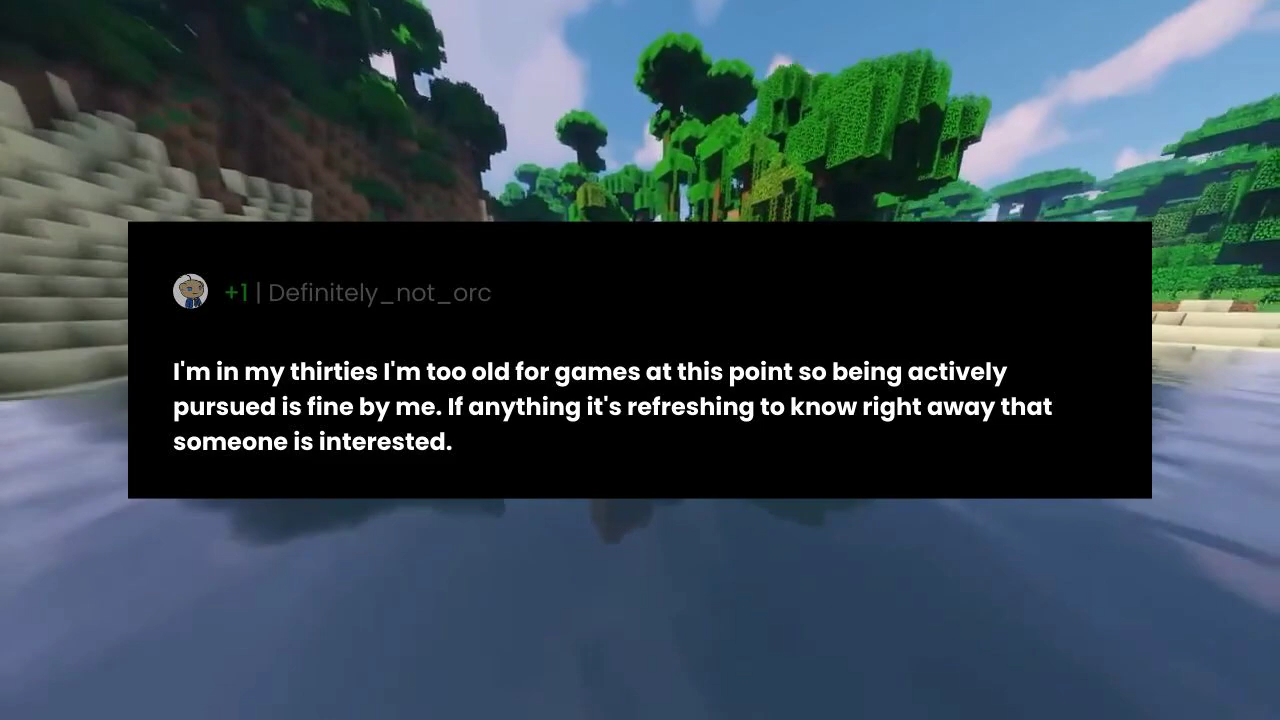 +1 | Definitely_not_orc
I'm in my thirties I'm too old for games at this point so being actively
pursued is fine by me. If anything it's refreshing to know right away that
someone is interested.